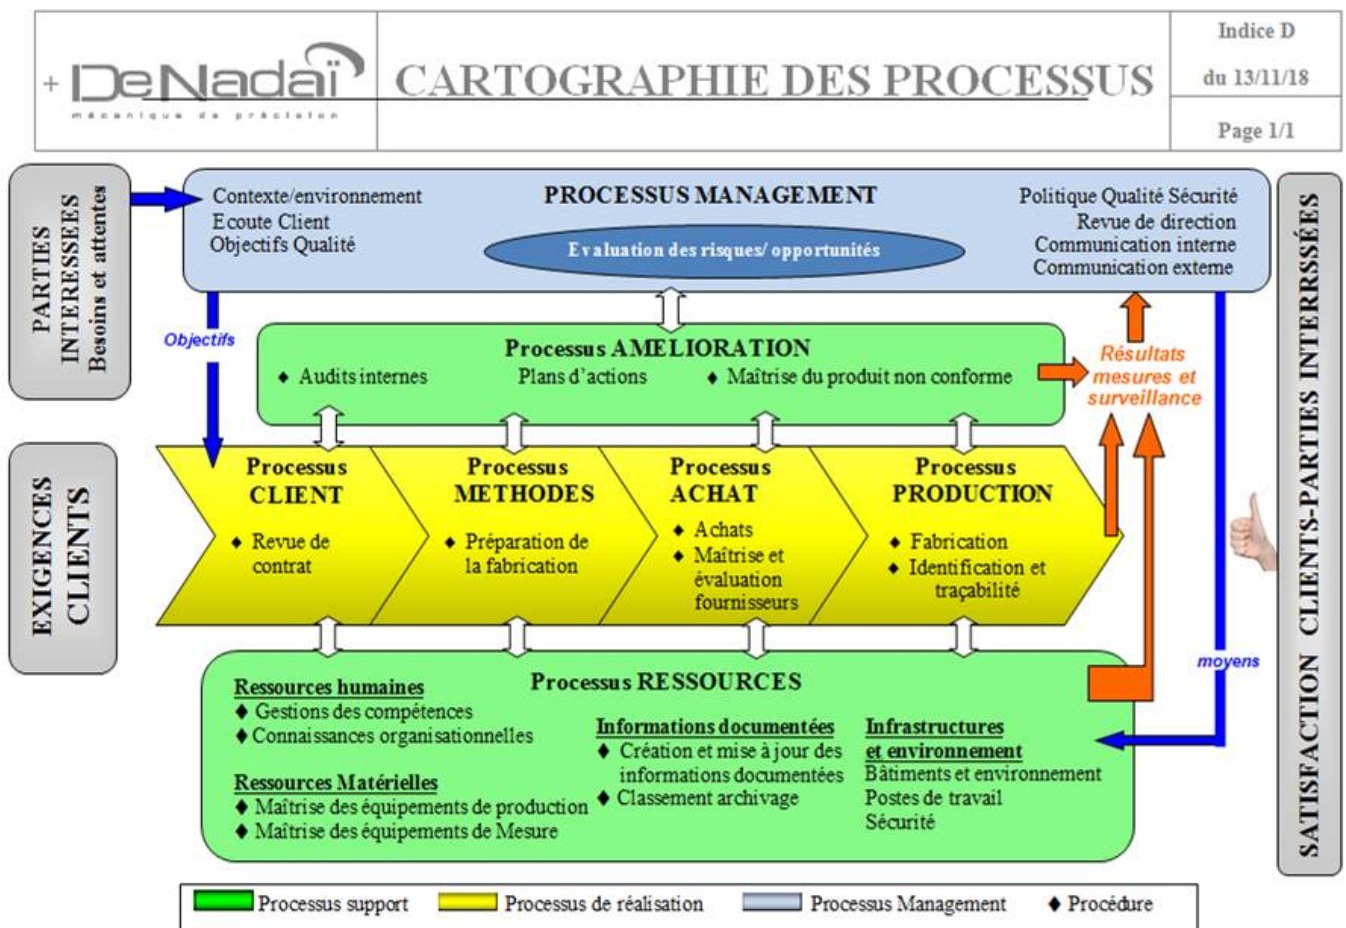 + DeNadaï
mécanique de précision
CARTOGRAPHIE DES PROCESSUS
Indice D
du 13/11/18
Page 1/1
PARTIES
INTERESSES
Besoins et attentes
EXIGENCES
CLIENTS
PROCESSUS MANAGEMENT
Contexte/environnement
Ecoute Client
Objectifs Qualité
Evaluation des risques/ opportunités
Politique Qualité Sécurité
Revue de direction
Communication interne
Communication externe
Objectifs
Processus AMELIORATION
♦ Audits internes
Plans d'actions
♦ Maîtrise du produit non conforme
Résultats
mesures et
surveillance
Processus
CLIENT
♦ Revue de
contrat
Processus
METHODES
♦ Préparation de
la fabrication
Processus
ACHAT
♦ Achats
♦ Maîtrise et
évaluation
fournisseurs
Processus
PRODUCTION
♦ Fabrication
♦ Identification et
traçabilité
Processus RESSOURCES
Ressources humaines
♦ Gestions des compétences
♦ Connaissances organisationnelles
Ressources Matérielles
♦ Maîtrise des équipements de production
♦ Maîtrise des équipements de Mesure
Informations documentées
♦ Création et mise à jour des
informations documentées
♦ Classement archivage
Infrastructures
et environnement
Bâtiments et environnement
Postes de travail
Sécurité
moyens
SATISFACTION CLIENTS-PARTIES INTERRSSÉES
Processus support
Processus de réalisation
Processus Management
♦ Procédure